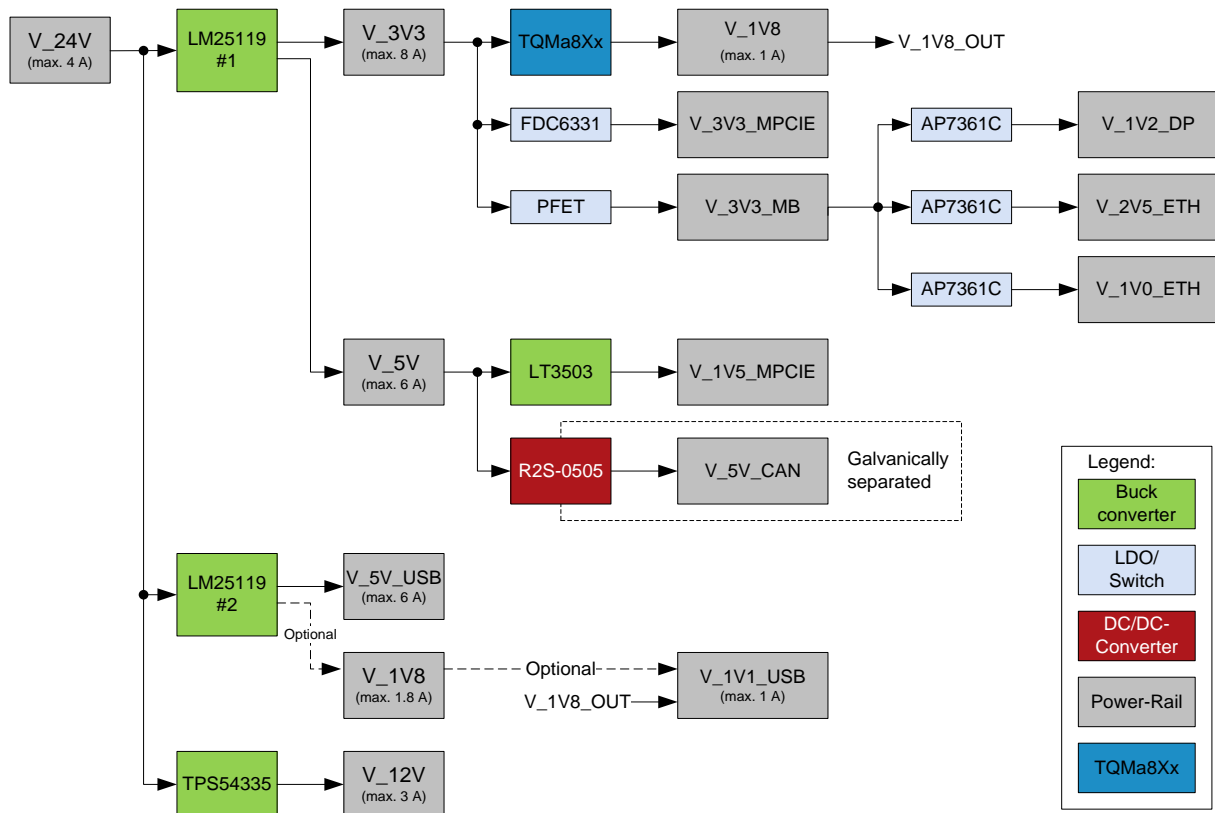 V_24V
(max. 4 A)
LM25119
#1
V_3V3
(max. 8 A)
TQMa8Xx
V_1V8
(max. 1 A)
V_1V8_OUT
FDC6331
V_3V3_MPCIE
AP7361C
V_1V2_DP
PFET
V_3V3_MB
AP7361C
V_2V5_ETH
AP7361C
V_1V0_ETH
V_5V
(max. 6 A)
LT3503
V_1V5_MPCIE
R2S-0505
V_5V_CAN
Galvanically
separated
LM25119
#2
V_5V_USB
(max. 6 A)
Optional
V_1V8
(max. 1.8 A)
Optional
V_1V8_OUT
V_1V1_USB
(max. 1 A)
TPS54335
V_12V
(max. 3 A)
Legend:
Buck
converter
LDO/
Switch
DC/DC-
Converter
Power-Rail
TQMa8Xx